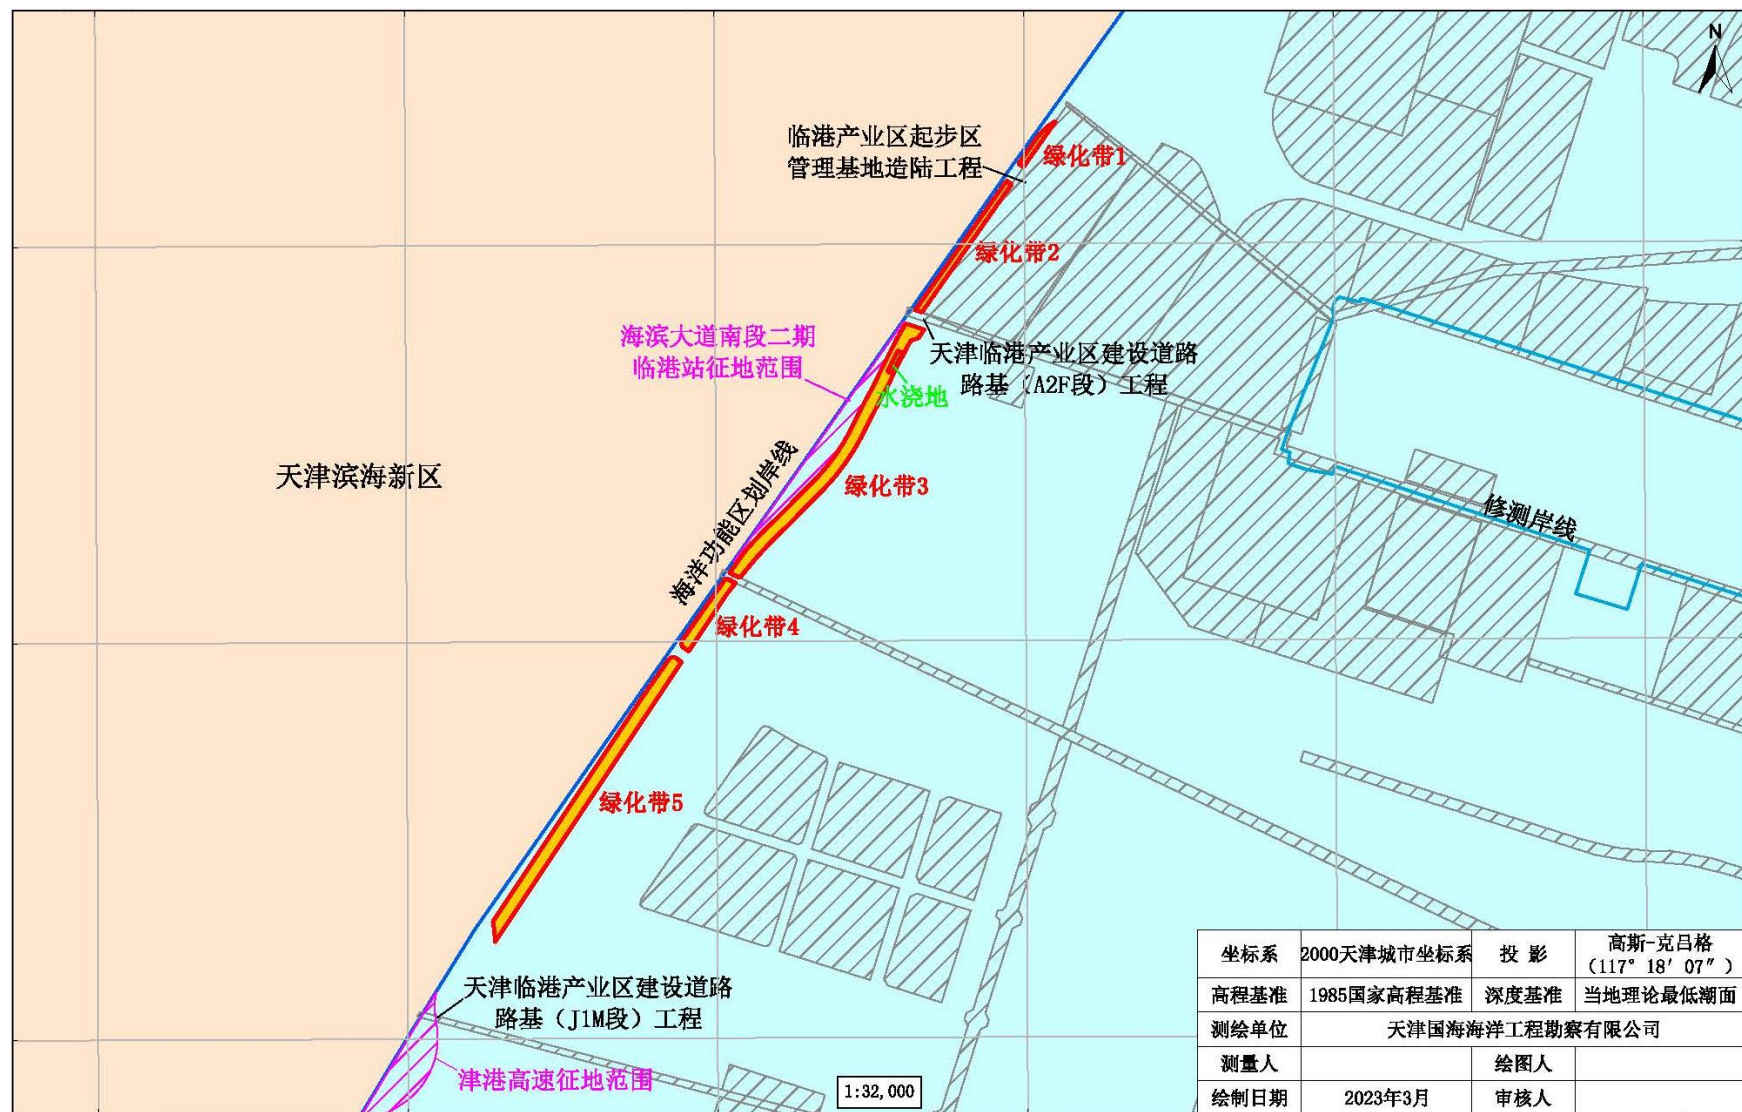 N
临港产业区起步区
管理基地造陆工程
绿化带1
绿化带2
海滨大道南段二期
临港站征地范围
天津临港产业区建设道路
路基（A2F段）工程
水浇地
天津滨海新区
海洋功能区划岸线
绿化带3
修测岸线
绿化带4
绿化带5
天津临港产业区建设道路
路基（J1M段）工程
津港高速征地范围
1:32,000
坐标系 2000天津城市坐标系 投 影 高斯-克吕格
（117° 18′ 07″ ）
高程基准 1985国家高程基准 深度基准 当地理论最低潮面
测绘单位 天津国海海洋工程勘察有限公司
测量人 绘图人
绘制日期 2023年3月 审核人